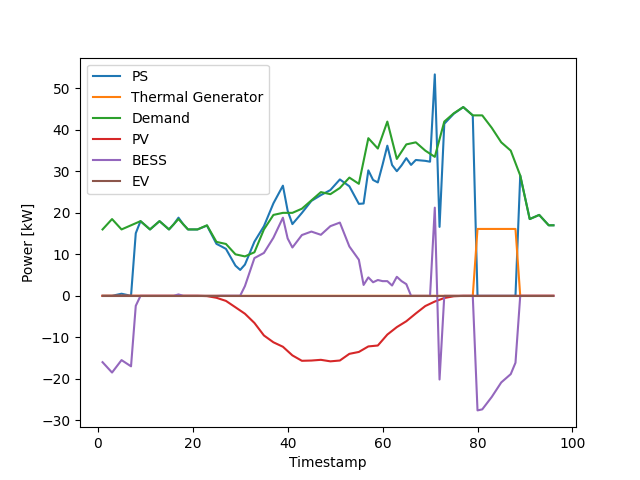 PS
Thermal Generator
Demand
PV
BESS
EV
Power [kW]
50
40
30
20
10
0
−10
−20
−30
0 20 40 60 80 100
Timestamp